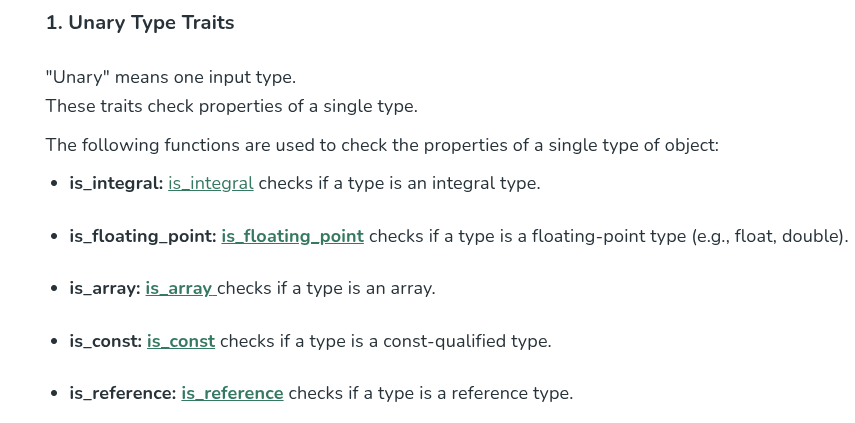 1. Unary Type Traits
"Unary" means one input type.
These traits check properties of a single type.
The following functions are used to check the properties of a single type of object:
• is_integral: is_integral checks if a type is an integral type.
• is_floating_point: is_floating_point checks if a type is a floating-point type (e.g., float, double).
• is_array: is_array checks if a type is an array.
• is_const: is_const checks if a type is a const-qualified type.
• is_reference: is_reference checks if a type is a reference type.